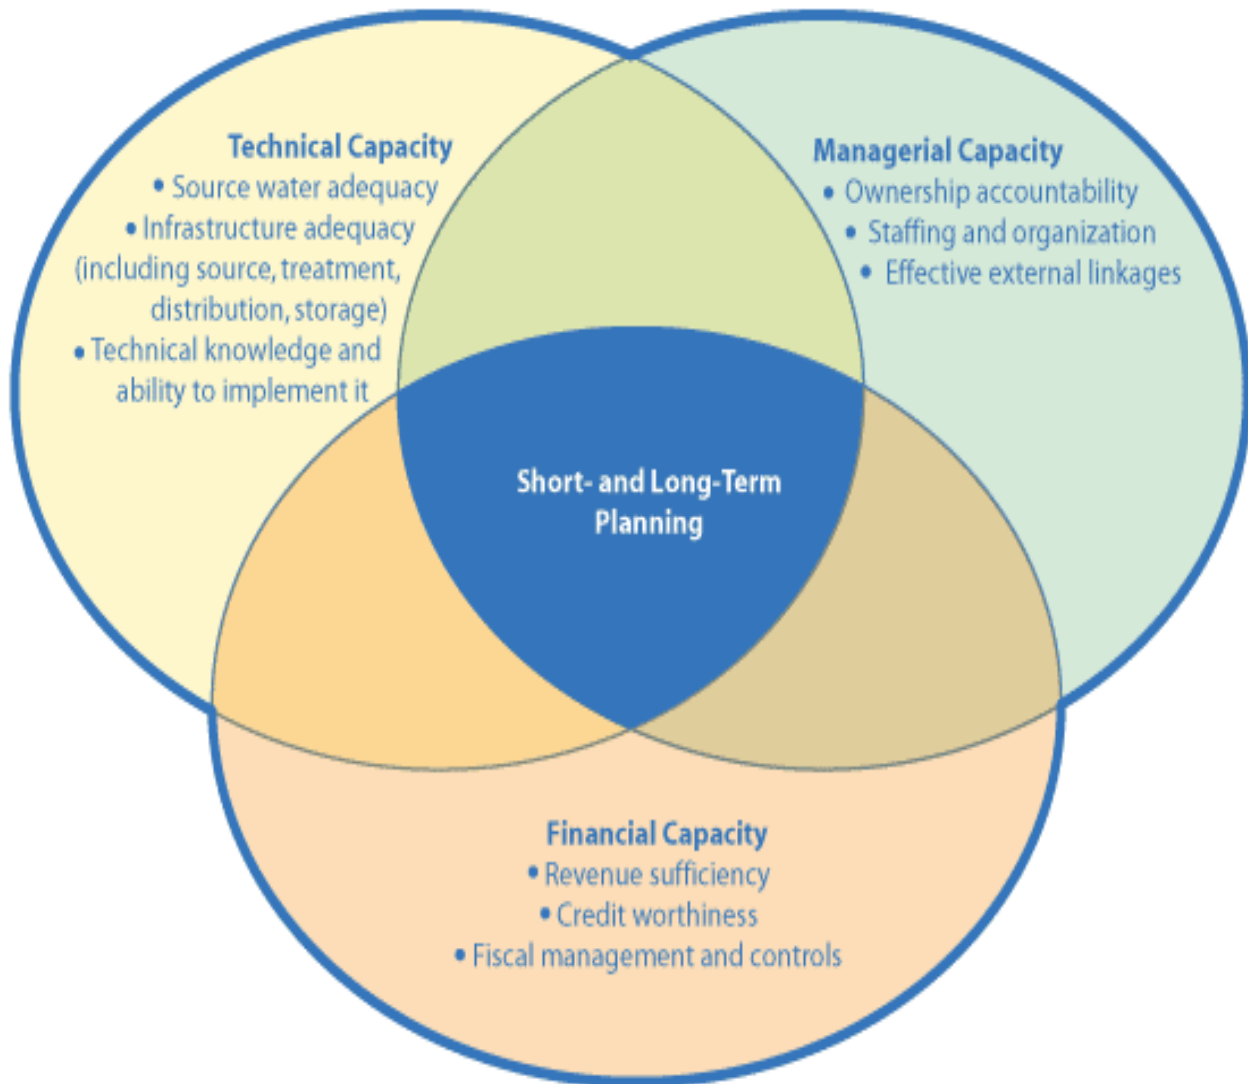 Technical Capacity
• Source water adequacy
• Infrastructure adequacy
(including source, treatment,
distribution, storage)
• Technical knowledge and
ability to implement it
Managerial Capacity
• Ownership accountability
• Staffing and organization
• Effective external linkages
Short- and Long-Term
Planning
Financial Capacity
• Revenue sufficiency
• Credit worthiness
• Fiscal management and controls